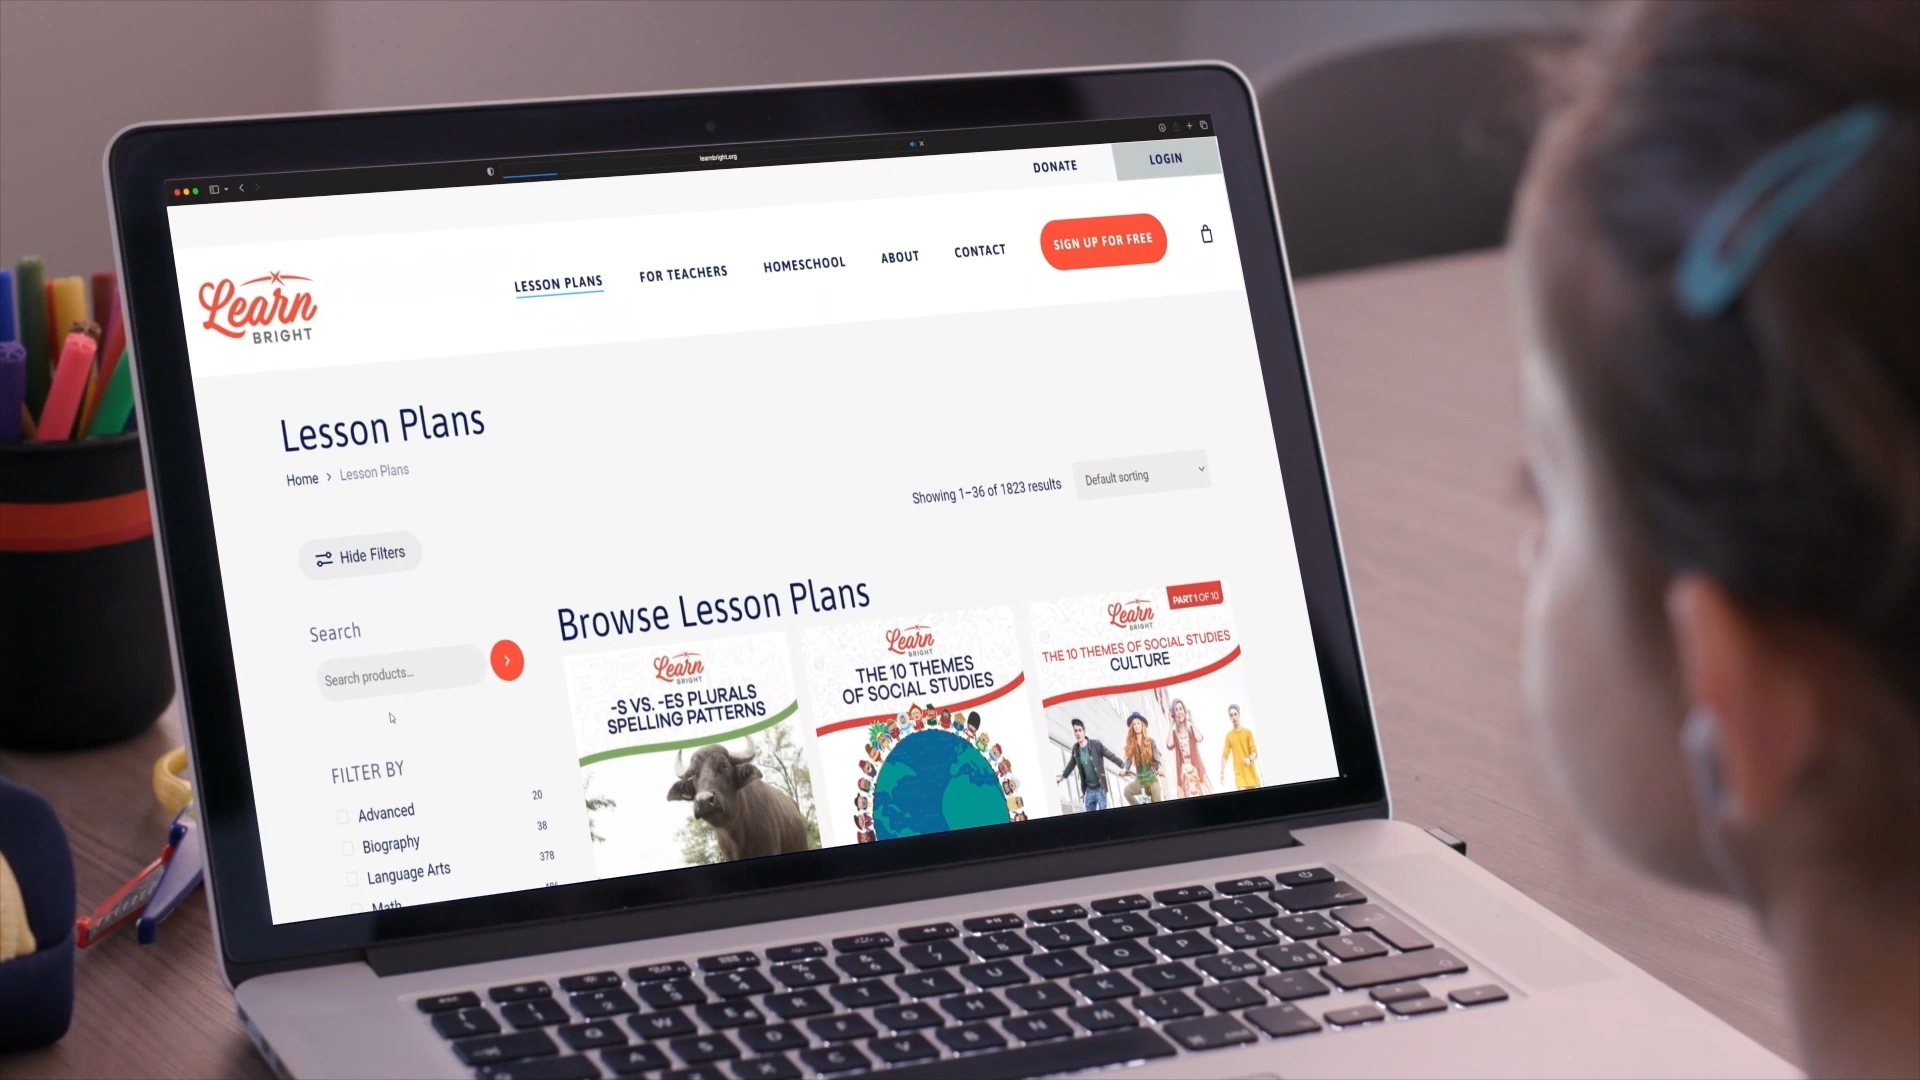 learnbright.org
DONATE
LOGIN
Learn
BRIGHT
LESSON PLANS
FOR TEACHERS
HOMESCHOOL
ABOUT
CONTACT
SIGN UP FOR FREE
Lesson Plans
Home > Lesson Plans
Showing 1–36 of 1823 results
Default sorting
Hide Filters
Search
Search products...
FILTER BY
Advanced 20
Biography 38
Language Arts 378
Math
Browse Lesson Plans
Learn
BRIGHT
-S VS. -ES PLURALS
SPELLING PATTERNS
Learn
BRIGHT
THE 10 THEMES
OF SOCIAL STUDIES
PART 1 OF 10
Learn
BRIGHT
THE 10 THEMES OF SOCIAL STUDIES
CULTURE